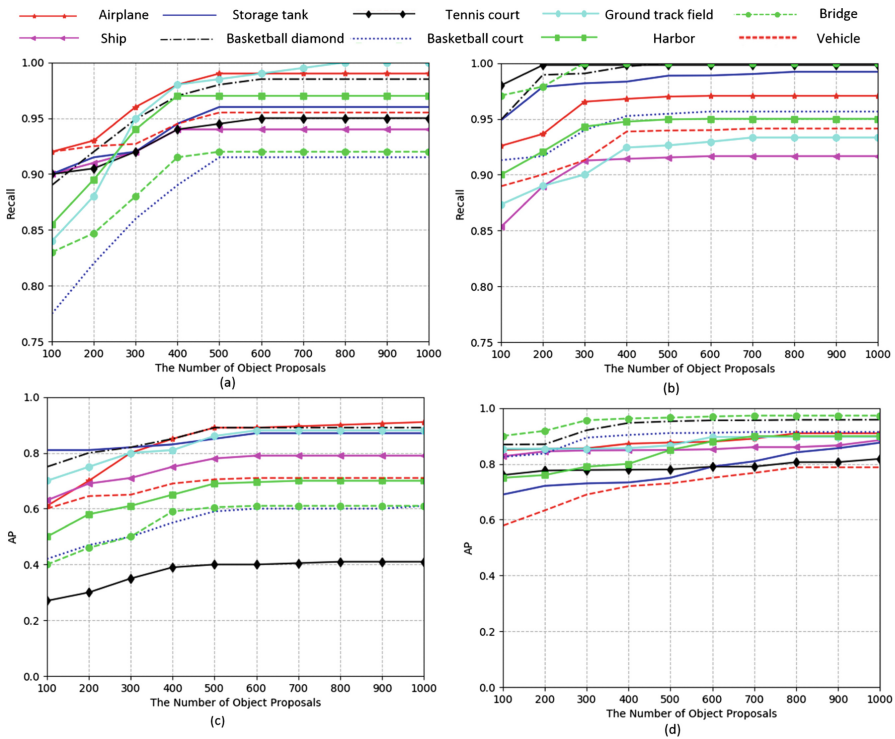 Airplane Storage tank Tennis court Ground track field Bridge
Ship Basketball diamond Basketball court Harbor Vehicle
1.00
0.95
0.90
0.85
0.80
0.75
Recall
100 200 300 400 500 600 700 800 900 1000
The Number of Object Proposals
(a)
1.00
0.95
0.90
0.85
0.80
0.75
Recall
100 200 300 400 500 600 700 800 900 1000
The Number of Object Proposals
(b)
1.0
0.8
0.6
0.4
0.2
0.0
AP
100 200 300 400 500 600 700 800 900 1000
The Number of Object Proposals
(c)
1.0
0.8
0.6
0.4
0.2
0.0
AP
100 200 300 400 500 600 700 800 900 1000
The Number of Object Proposals
(d)